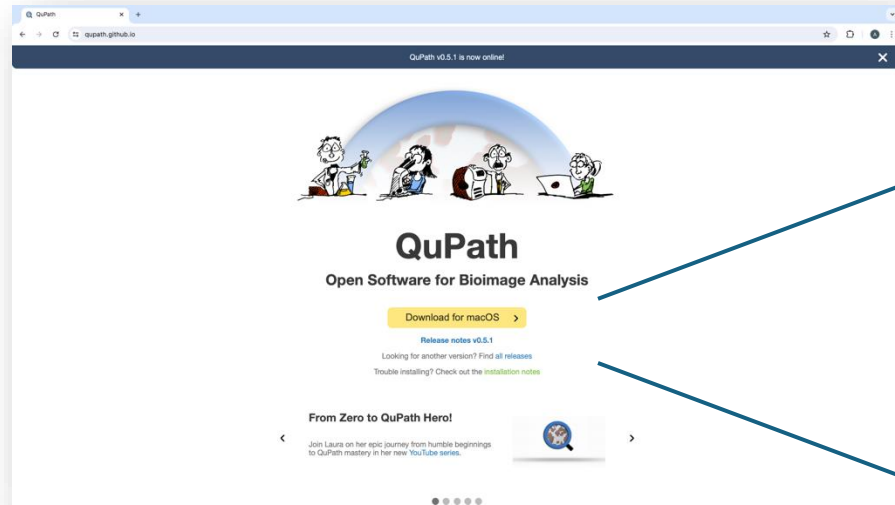 QuPath
qupath.github.io
QuPath v0.5.1 is now online!
QuPath
Open Software for Bioimage Analysis
Download for macOS
Release notes v0.5.1
Looking for another version? Find all releases
Trouble installing? Check out the installation notes
From Zero to QuPath Hero!
Join Laura on her epic journey from humble beginnings
to QuPath mastery in her new YouTube series.